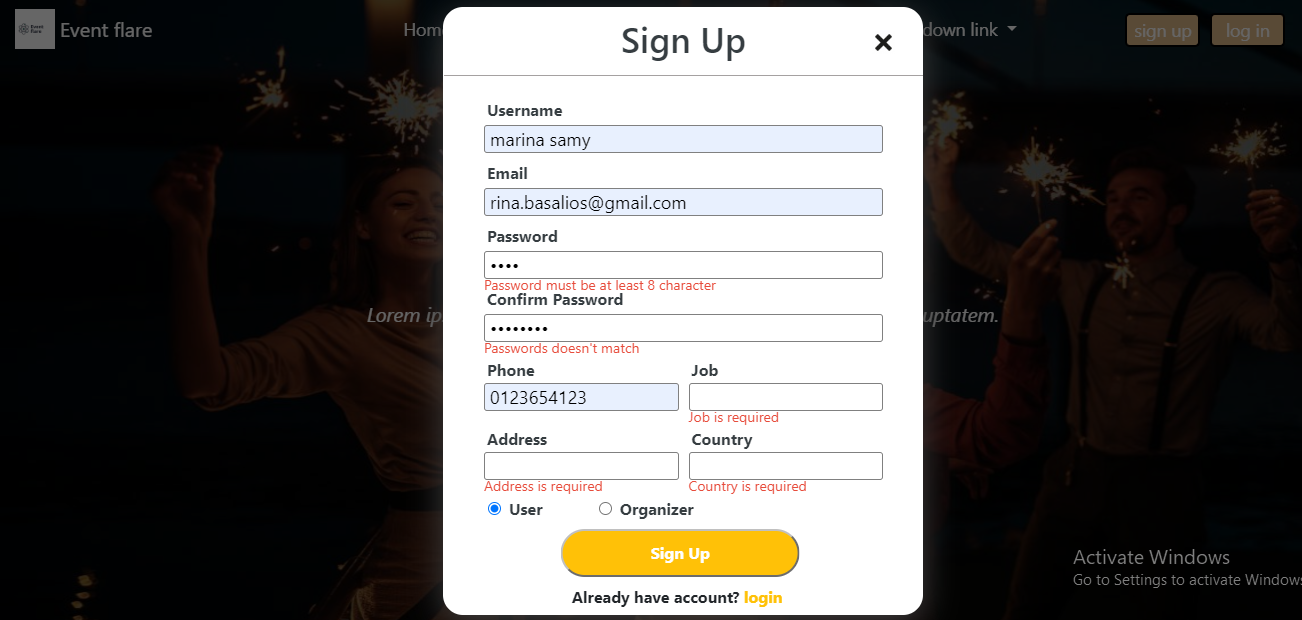 Event flare
Event flare
Hom
down link
sign up
log in
Sign Up
Username
marina samy
Email
rina.basalios@gmail.com
Password
Password must be at least 8 character
Confirm Password
Passwords doesn't match
Phone
Job
0123654123
Job is required
Address
Country
Address is required
Country is required
User
Organizer
Sign Up
Already have account? login
Lorem ip
uptatem.
Activate Windows
Go to Settings to activate Windows